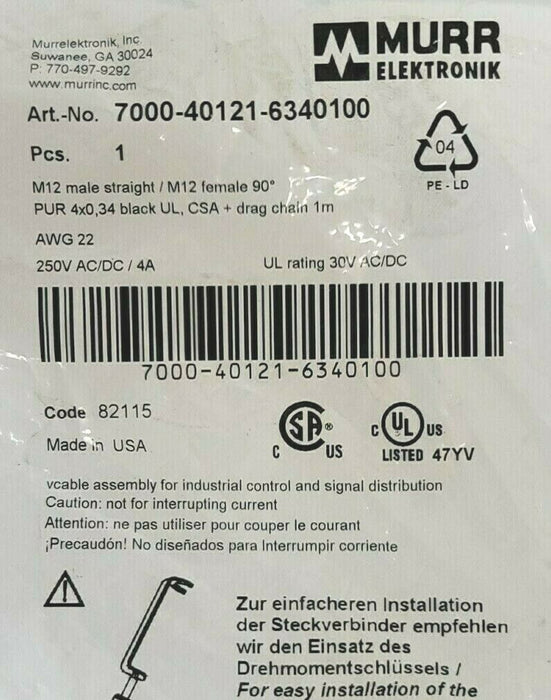 Murrelektronik, Inc.
Suwanee, GA 30024
P: 770-497-9292
www.murrinc.com
MURR
ELEKTRONIK
Art.-No. 7000-40121-6340100
Pcs. 1
04
PE-LD
M12 male straight / M12 female 90°
PUR 4x0,34 black UL, CSA + drag chain 1m
AWG 22
250V AC/DC / 4A
UL rating 30V AC/DC
7000-40121-6340100
Code 82115
Made in USA
C SA® US
C UL US
LISTED 47YV
vcable assembly for industrial control and signal distribution
Caution: not for interrupting current
Attention: ne pas utiliser pour couper le courant
¡Precaudón! No diseñados para Interrumpir corriente
Zur einfacheren Installation
der Steckverbinder empfehlen
wir den Einsatz des
Drehmomentschlüssels /
For easy installation of the